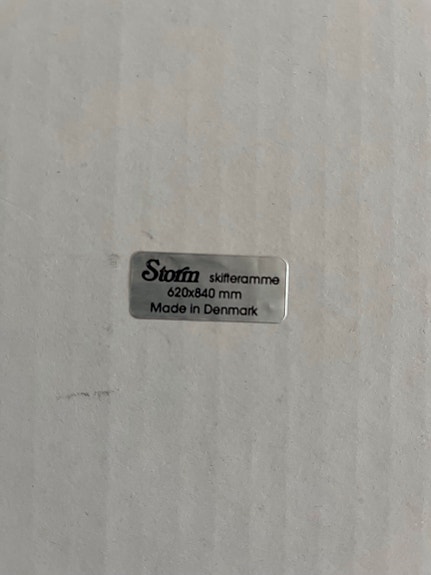 Storm skifteramme
620x840 mm
Made in Denmark